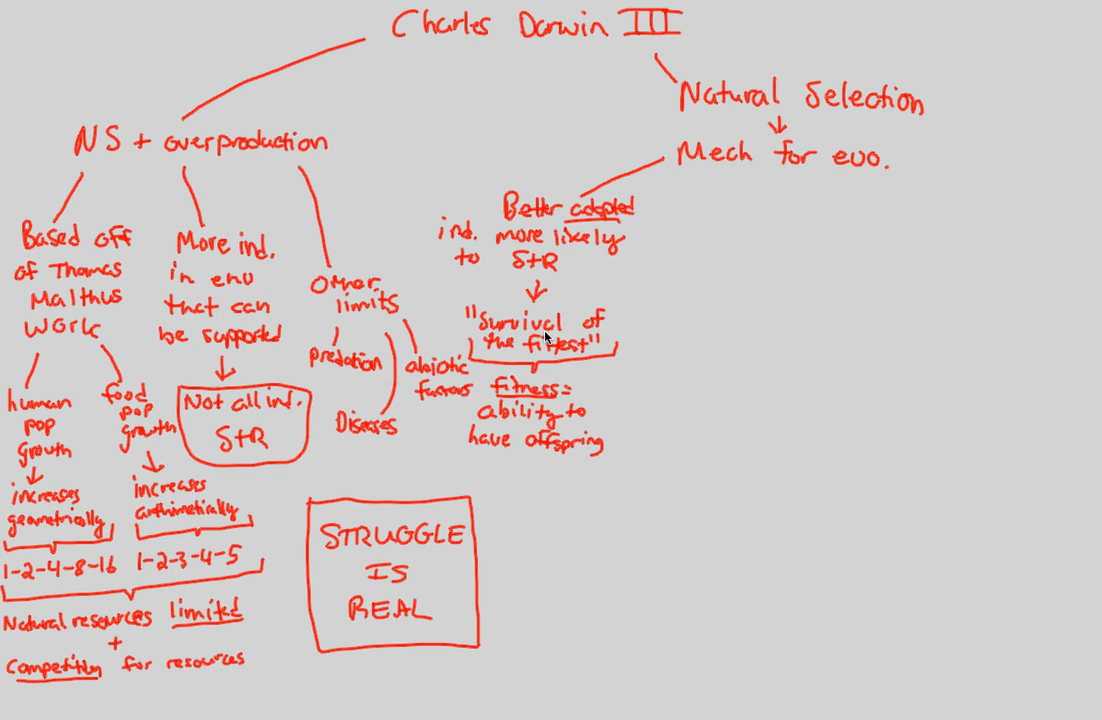 Charles Darwin III
NS + overproduction
Based off
of Thomas
Malthus
work
human
pop
growth
increases
geometrically
1-2-4-8-16
food
pop
growth
increases
arithmetically
1-2-3-4-5
Natural resources limited
+
Competition for resources
More ind.
in env
that can
be supported
Not all ind.
S+R
Other
limits
predation
Diseases
abiotic
factors
STRUGGLE
IS
REAL
Natural Selection
Mech for evo.
Better adapted
ind. more likely
to S+R
"Survival of
the fittest"
fitness=
ability to
have offspring